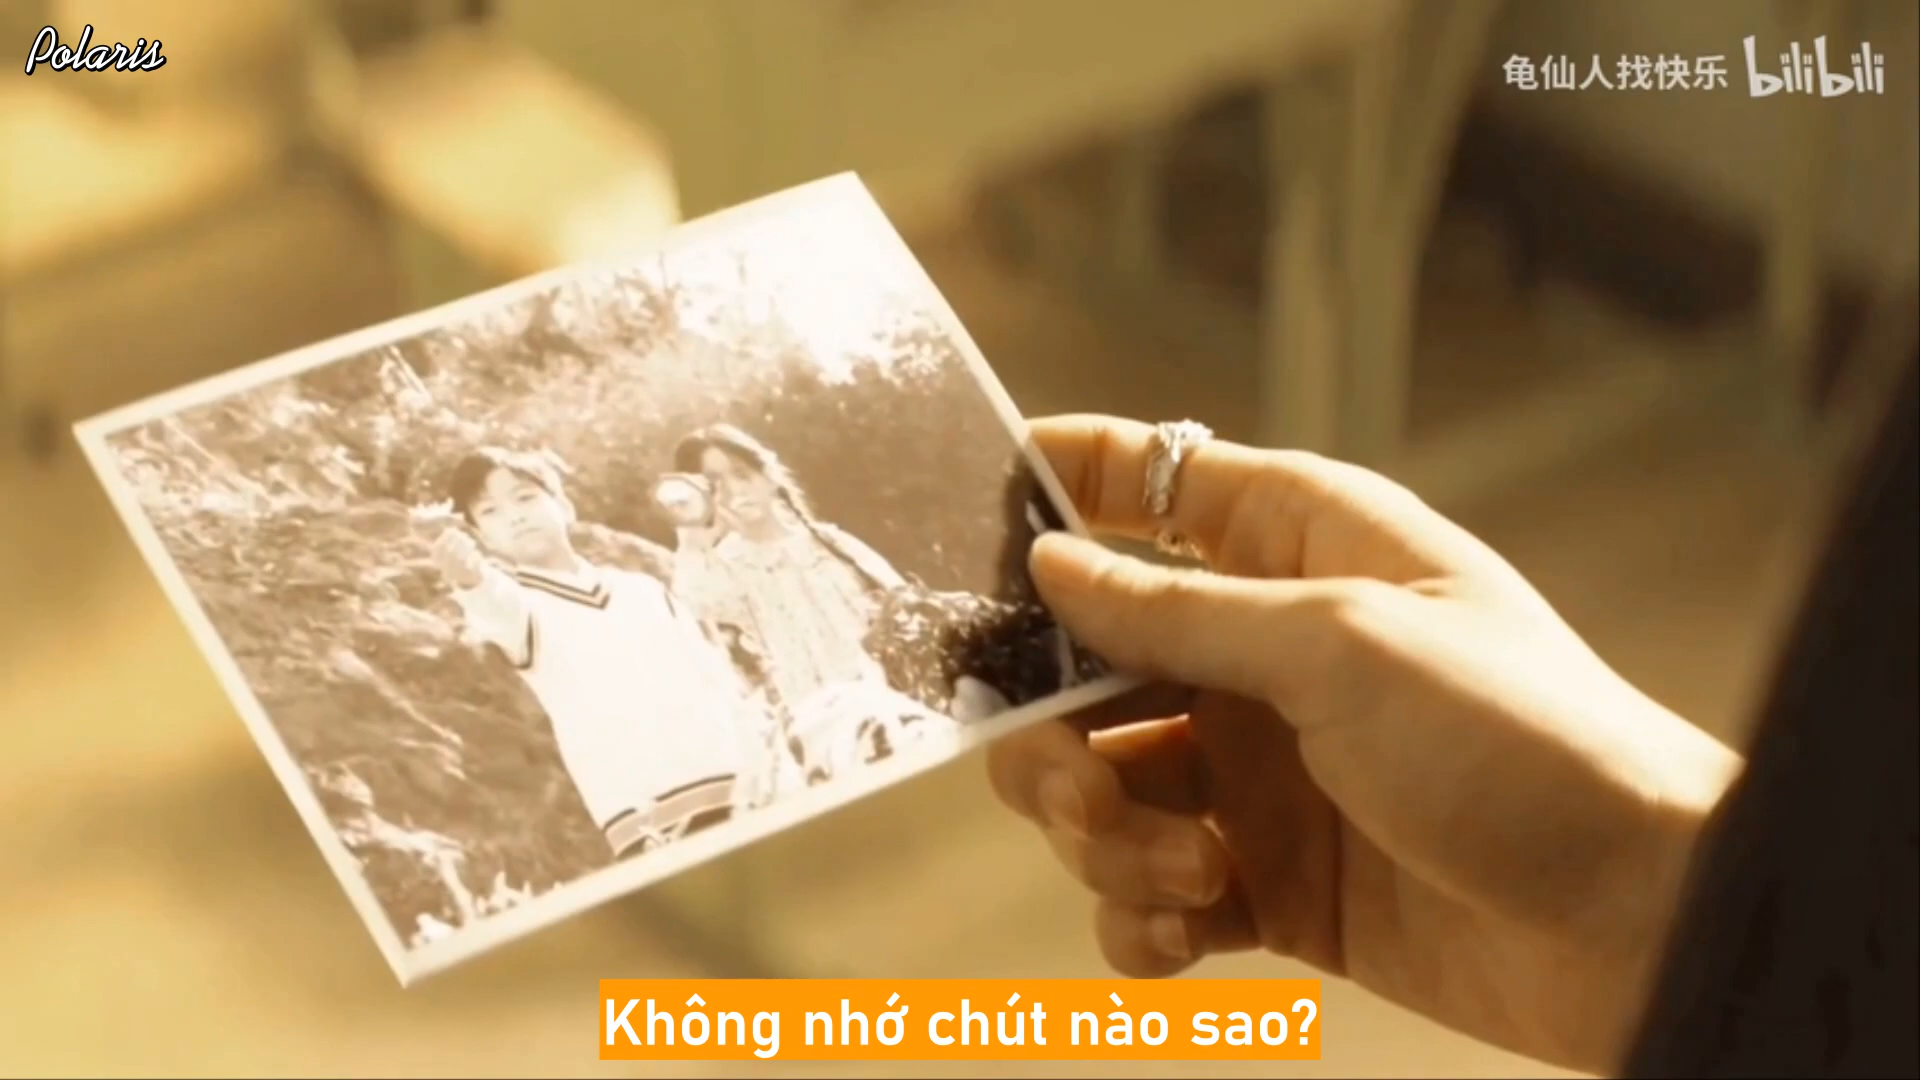 Polaris
龟仙人找快乐 bilibili
Không nhớ chút nào sao?